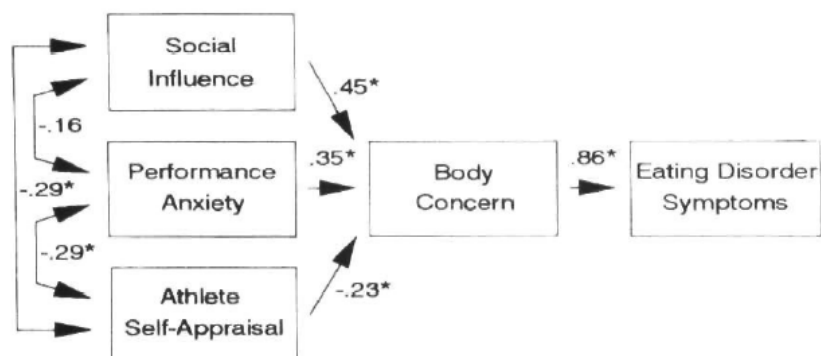 Social
Influence
.45*
-.16
Performance
Anxiety
.35*
Body
Concern
.86*
Eating Disorder
Symptoms
-.29*
-.29*
Athlete
Self-Appraisal
-.23*